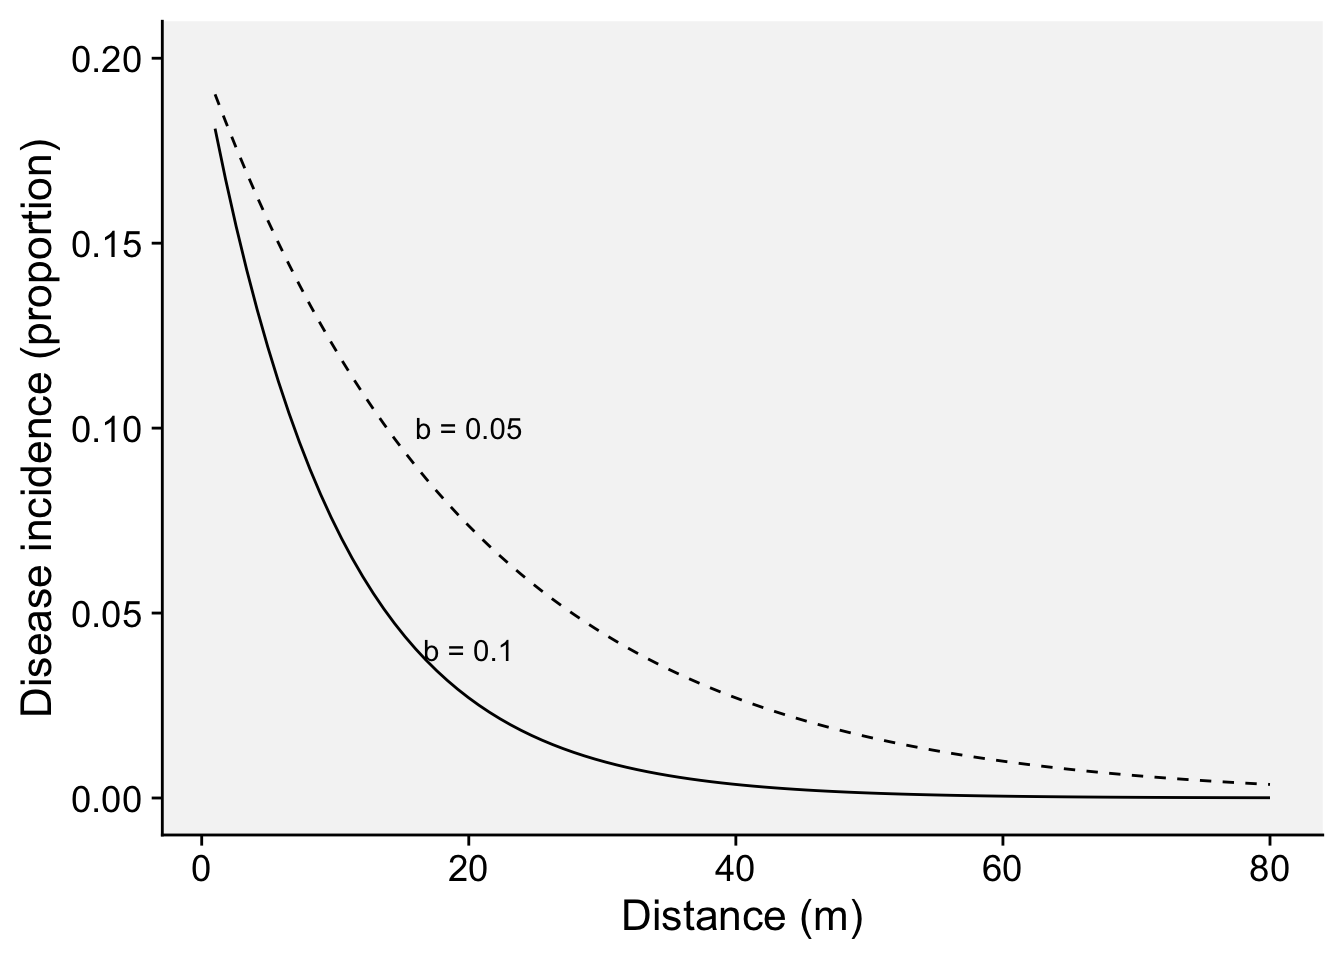 Disease incidence (proportion)
0.20
0.15
0.10
0.05
0.00
b = 0.05
b = 0.1
0 20 40 60 80
Distance (m)